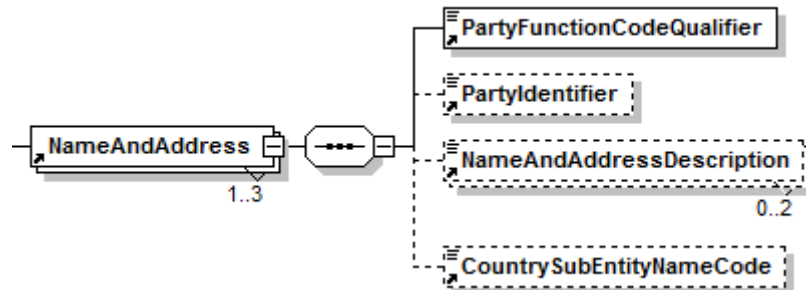 PartyFunctionCodeQualifier
PartyIdentifier
NameAndAddress
1..3
NameAndAddressDescription
0..2
CountrySubEntityNameCode